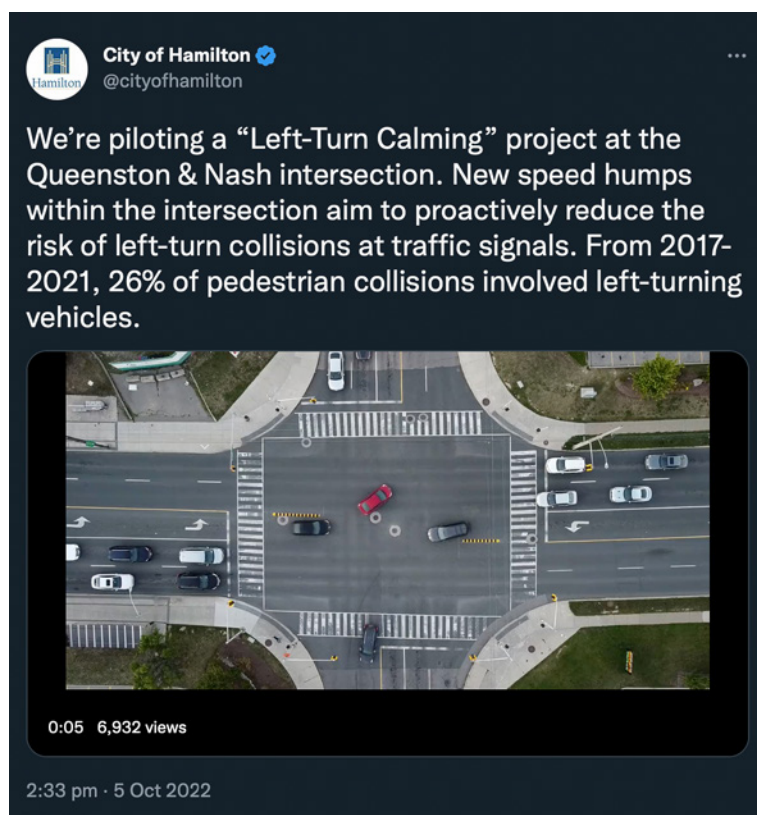 City of Hamilton
Hamilton
@cityofhamilton
We’re piloting a “Left-Turn Calming” project at the
Queenston & Nash intersection. New speed humps
within the intersection aim to proactively reduce the
risk of left-turn collisions at traffic signals. From 2017-
2021, 26% of pedestrian collisions involved left-turning
vehicles.
0:05 6,932 views
2:33 pm · 5 Oct 2022